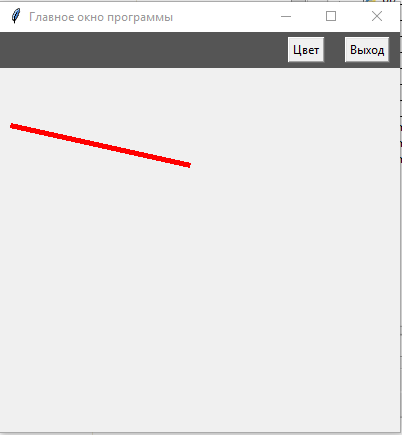 Главное окно программы
Цвет Выход